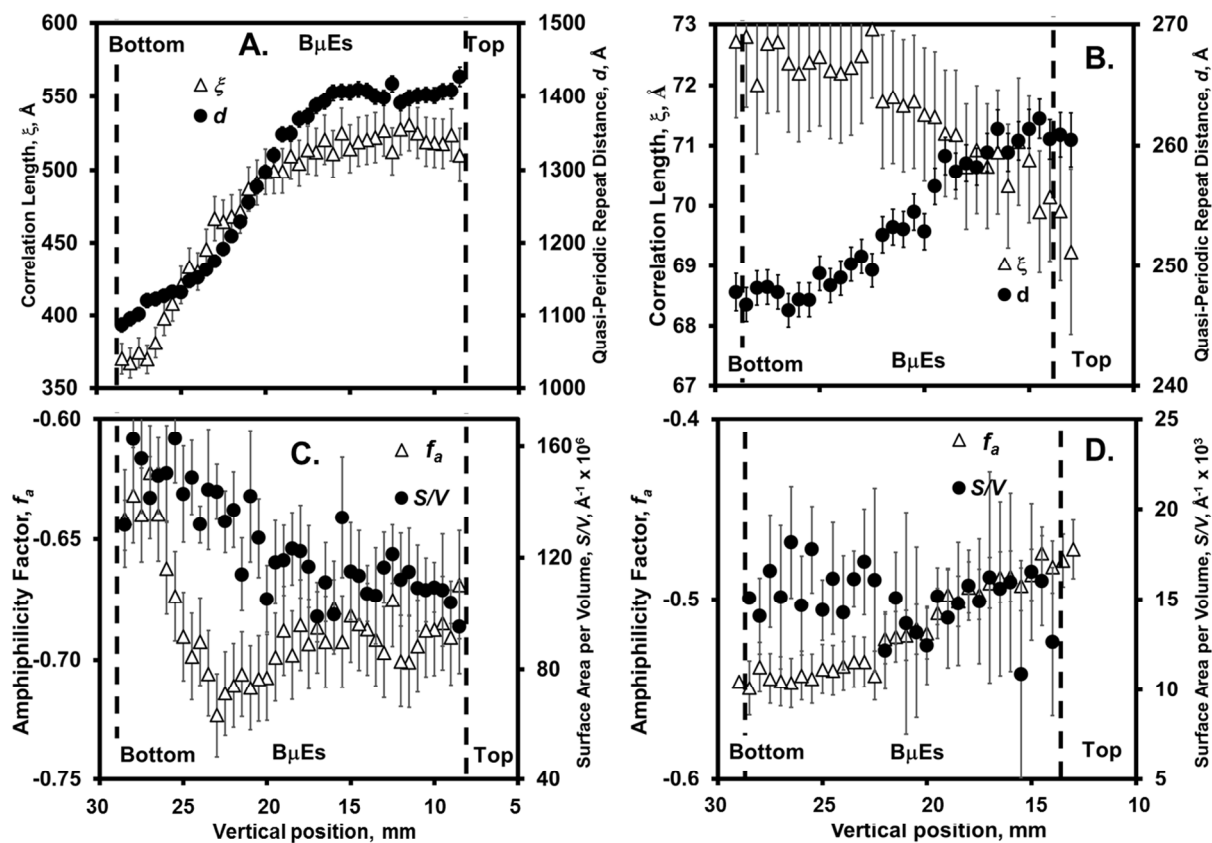 A.
Bottom
BμEs
Top
ξ
d
Correlation Length, ξ, Å
600
550
500
450
400
350
Quasi-Periodic Repeat Distance, d, Å
1500
1400
1300
1200
1100
1000
B.
Correlation Length, ξ, Å
73
72
71
70
69
68
67
ξ
d
Bottom
BμEs
Top
Quasi-Periodic Repeat Distance, d, Å
270
260
250
240
C.
Amphiphilicity Factor, fa
-0.60
-0.65
-0.70
-0.75
fa
S/V
Bottom
BμEs
Top
Surface Area per Volume, S/V, Å-1 x 106
160
120
80
40
30 25 20 15 10 5
Vertical position, mm
D.
Amphiphilicity Factor, fa
-0.4
-0.5
-0.6
fa
S/V
Bottom
BμEs
Top
Surface Area per Volume, S/V, Å-1 x 103
25
20
15
10
5
30 25 20 15 10
Vertical position, mm